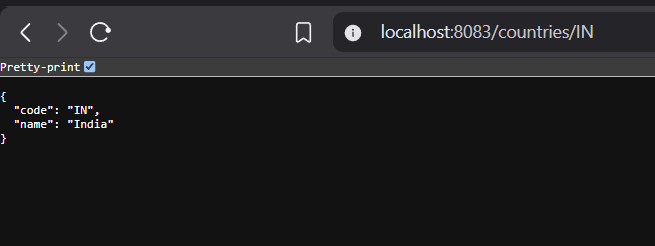 localhost:8083/countries/IN
Pretty-print
{
  "code": "IN",
  "name": "India"
}